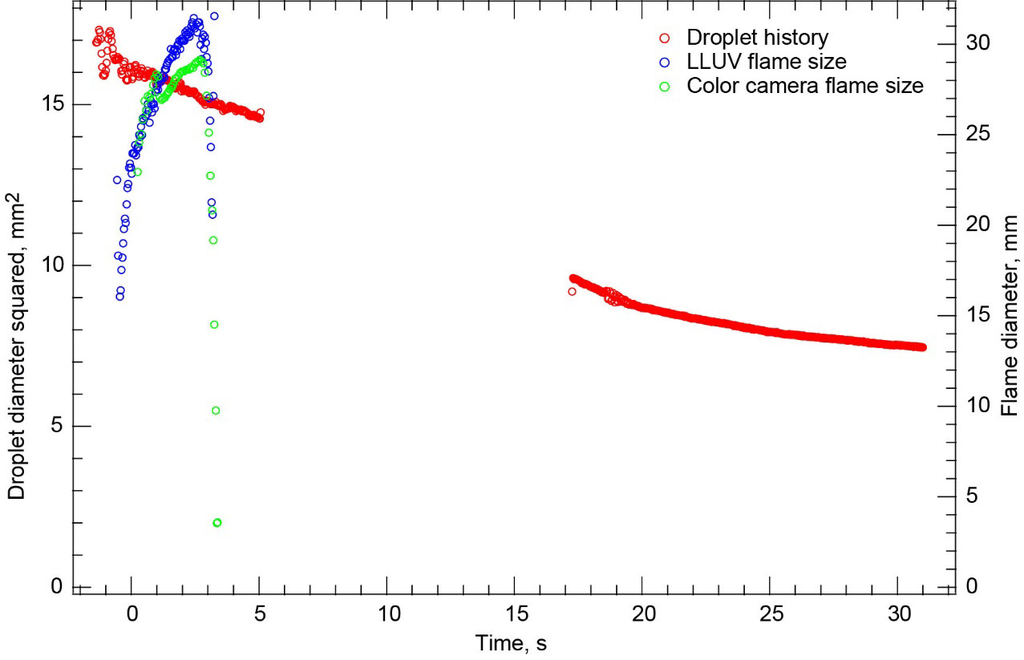 Droplet history
LLUV flame size
Color camera flame size
15
10
5
0
Droplet diameter squared, mm2
30
25
20
15
10
5
0
Flame diameter, mm
0 5 10 15 20 25 30
Time, s